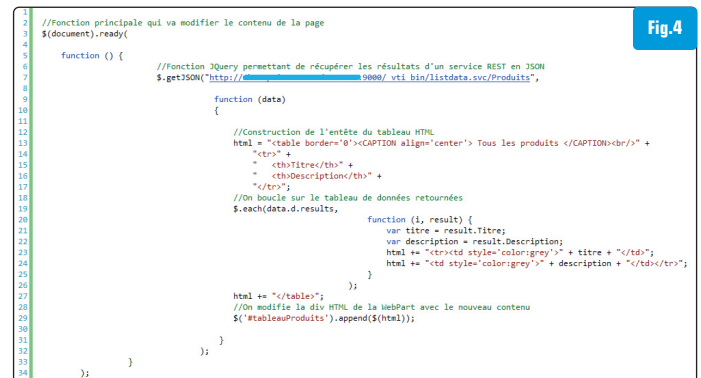 Fig.4
1
2 //Fonction principale qui va modifier le contenu de la page
3 $(document).ready(
4
5 function () {
6 //Fonction JQuery permettant de récupérer les résultats d'un service REST en JSON
7 $.getJSON("http://:9000/_vti_bin/listdata.svc/Produits",
8
9 function (data)
10 {
11
12 //Construction de l'entête du tableau HTML
13 html = "<table border='0'><CAPTION align='center'> Tous les produits </CAPTION><br/>" +
14 "<tr>" +
15 " <th>Titre</th>" +
16 " <th>Description</th>" +
17 "</tr>";
18 //On boucle sur le tableau de données retournées
19 $.each(data.d.results,
20 function (i, result) {
21 var titre = result.Titre;
22 var description = result.Description;
23 html += "<tr><td style='color:grey'>" + titre + "</td>";
24 html += "<td style='color:grey'>" + description + "</td></tr>";
25 }
26 );
27 html += "</table>";
28 //On modifie la div HTML de la WebPart avec le nouveau contenu
29 $('#tableauProduits').append($(html));
30
31 }
32 );
33 }
34 );